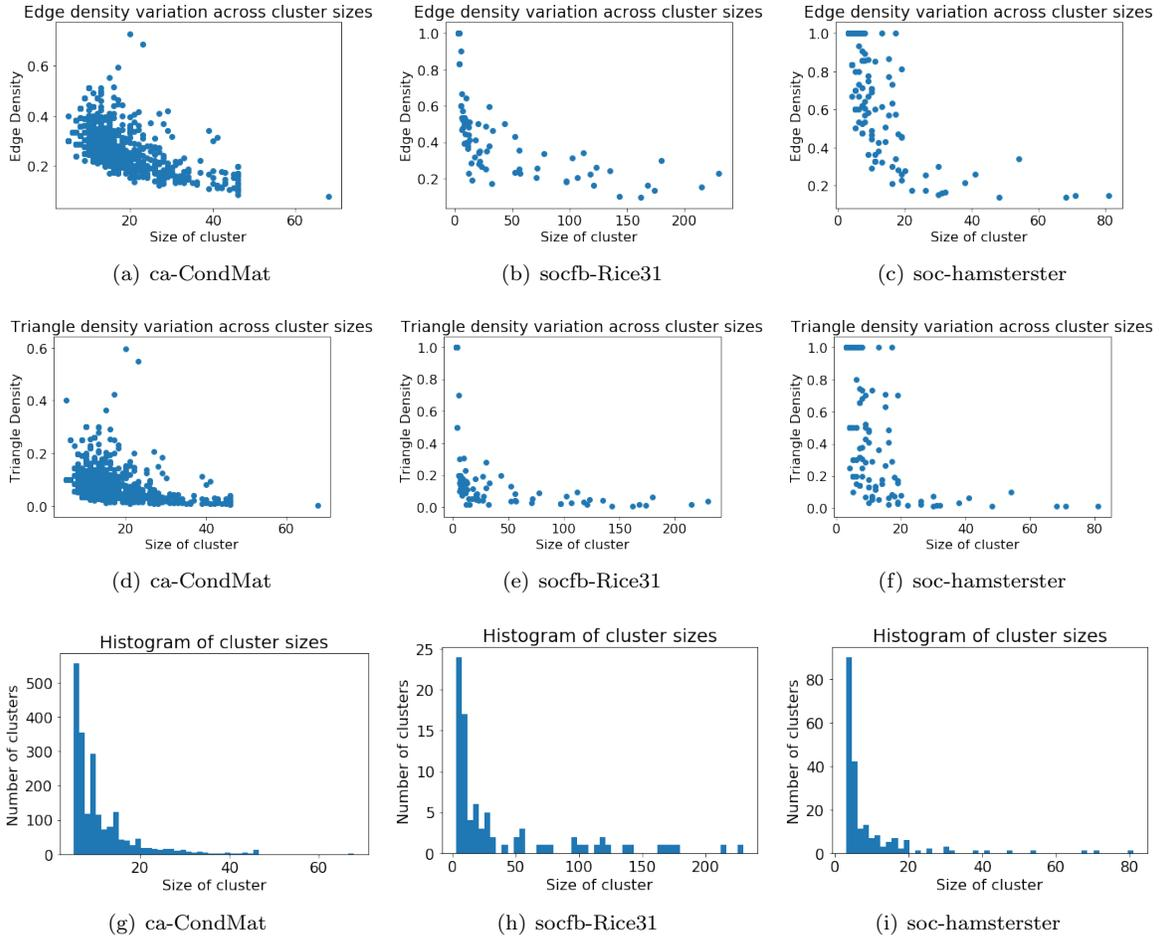 Edge density variation across cluster sizes
Edge Density
0.6
0.4
0.2
20
40
60
Size of cluster
(a) ca-CondMat
Edge density variation across cluster sizes
Edge Density
1.0
0.8
0.6
0.4
0.2
0
50
100
150
200
Size of cluster
(b) socfb-Rice31
Edge density variation across cluster sizes
Edge Density
1.0
0.8
0.6
0.4
0.2
0
20
40
60
80
Size of cluster
(c) soc-hamsterster
Triangle density variation across cluster sizes
Triangle Density
0.6
0.4
0.2
0.0
20
40
60
Size of cluster
(d) ca-CondMat
Triangle density variation across cluster sizes
Triangle Density
1.0
0.8
0.6
0.4
0.2
0.0
0
50
100
150
200
Size of cluster
(e) socfb-Rice31
Triangle density variation across cluster sizes
Triangle Density
1.0
0.8
0.6
0.4
0.2
0.0
0
20
40
60
80
Size of cluster
(f) soc-hamsterster
Histogram of cluster sizes
Number of clusters
500
400
300
200
100
0
20
40
60
Size of cluster
(g) ca-CondMat
Histogram of cluster sizes
Number of clusters
25
20
15
10
5
0
0
50
100
150
200
Size of cluster
(h) socfb-Rice31
Histogram of cluster sizes
Number of clusters
80
60
40
20
0
0
20
40
60
80
Size of cluster
(i) soc-hamsterster